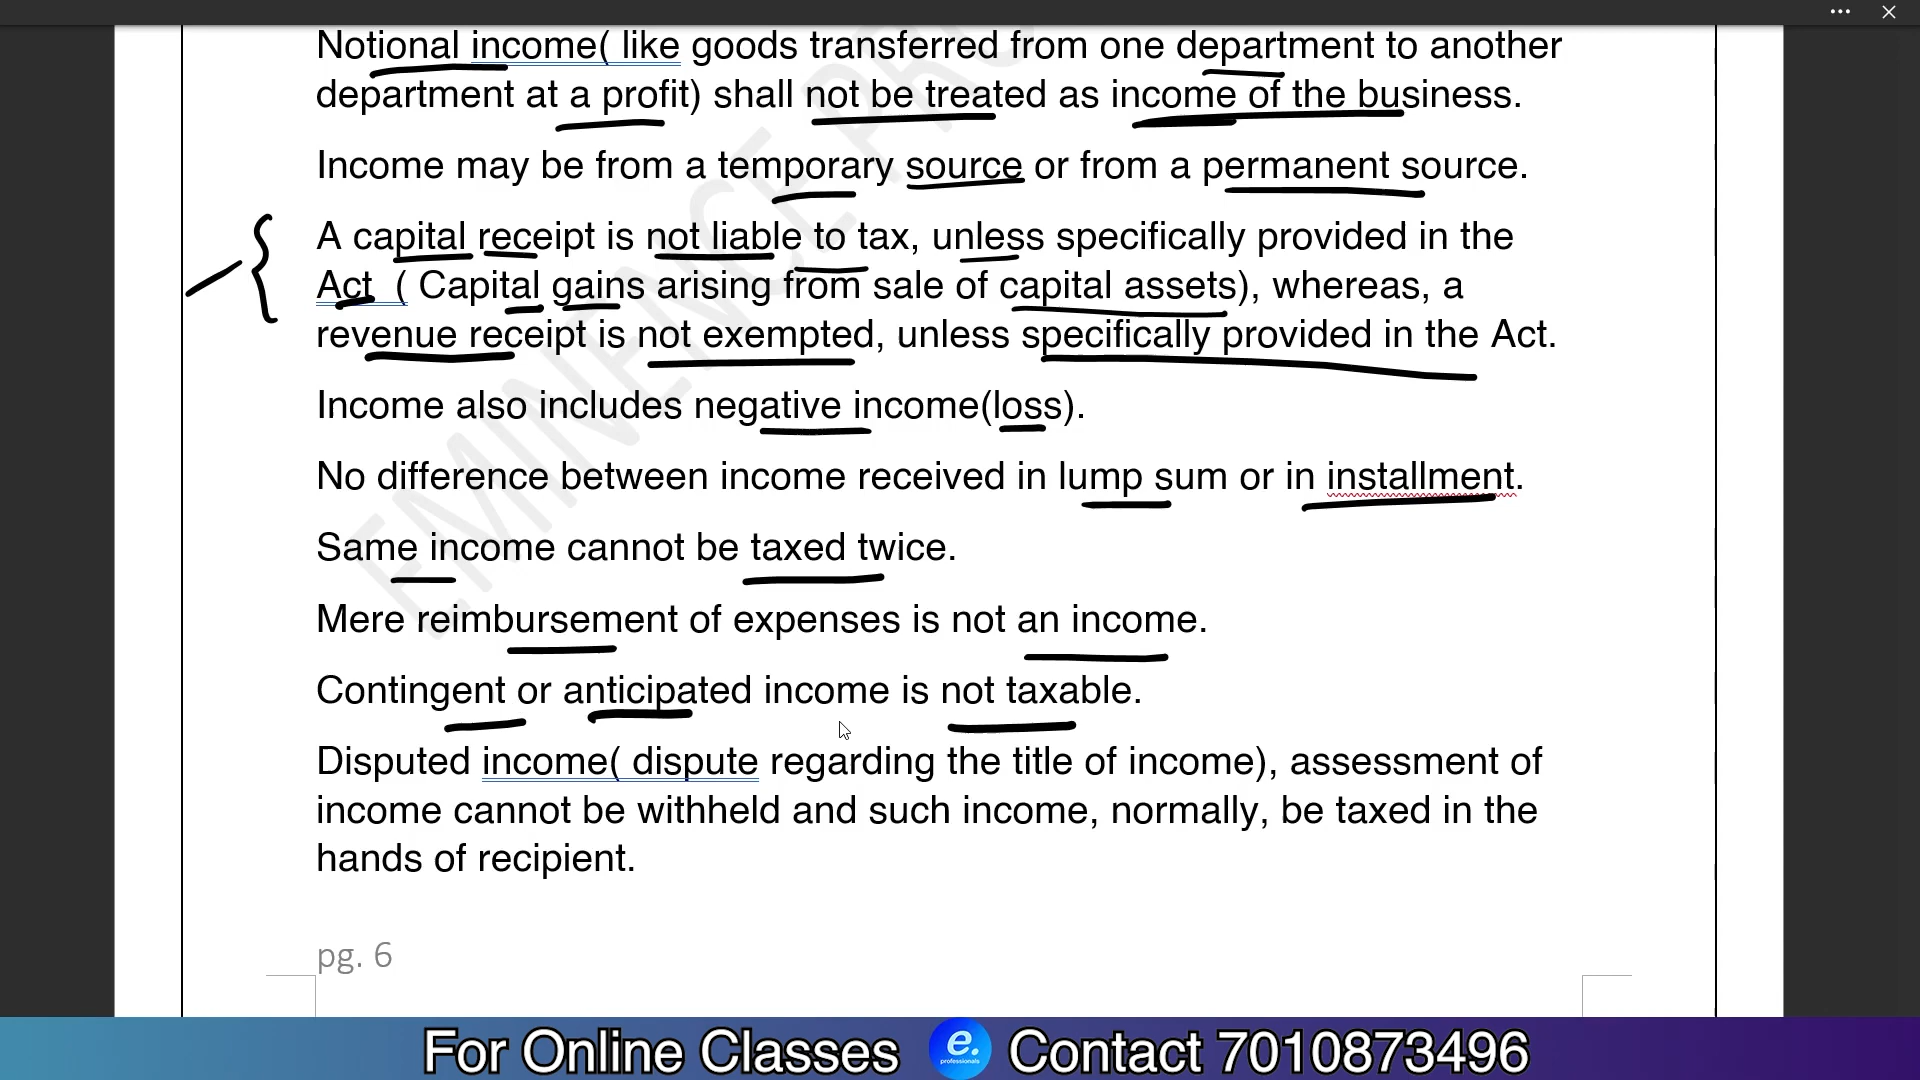 Notional income( like goods transferred from one department to another
department at a profit) shall not be treated as income of the business.
Income may be from a temporary source or from a permanent source.
A capital receipt is not liable to tax, unless specifically provided in the
Act ( Capital gains arising from sale of capital assets), whereas, a
revenue receipt is not exempted, unless specifically provided in the Act.
Income also includes negative income(loss).
No difference between income received in lump sum or in installment.
Same income cannot be taxed twice.
Mere reimbursement of expenses is not an income.
Contingent or anticipated income is not taxable.
Disputed income( dispute regarding the title of income), assessment of
income cannot be withheld and such income, normally, be taxed in the
hands of recipient.
pg. 6
EMINENCE PRO
For Online Classes e. professionals Contact 7010873496